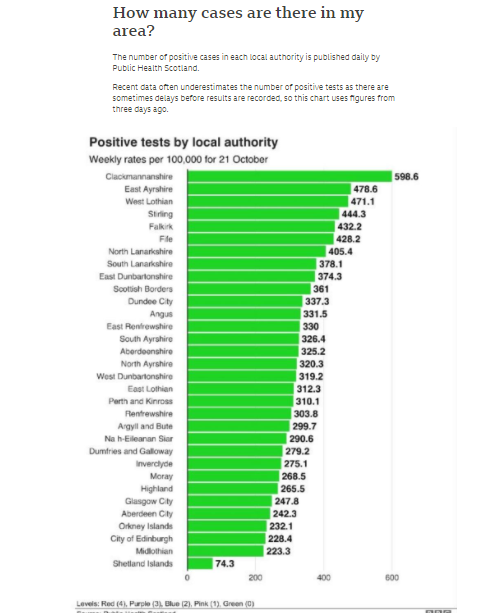 How many cases are there in my
area?
The number of positive cases in each local authority is published daily by
Public Health Scotland.
Recent data often underestimates the number of positive tests as there are
sometimes delays before results are recorded, so this chart uses figures from
three days ago.
Positive tests by local authority
Weekly rates per 100,000 for 21 October
Clackmannanshire 598.6
East Ayrshire 478.6
West Lothian 471.1
Stirling 444.3
Falkirk 432.2
Fife 428.2
North Lanarkshire 405.4
South Lanarkshire 378.1
East Dunbartonshire 374.3
Scottish Borders 361
Dundee City 337.3
Angus 331.5
East Renfrewshire 330
South Ayrshire 326.4
Aberdeenshire 325.2
North Ayrshire 320.3
West Dunbartonshire 319.2
East Lothian 312.3
Perth and Kinross 310.1
Renfrewshire 303.8
Argyll and Bute 299.7
Na h-Eileanan Siar 290.6
Dumfries and Galloway 279.2
Inverclyde 275.1
Moray 268.5
Highland 265.5
Glasgow City 247.8
Aberdeen City 242.3
Orkney Islands 232.1
City of Edinburgh 228.4
Midlothian 223.3
Shetland Islands 74.3
0 200 400 600
Levels: Red (4), Purple (3), Blue (2), Pink (1), Green (0)